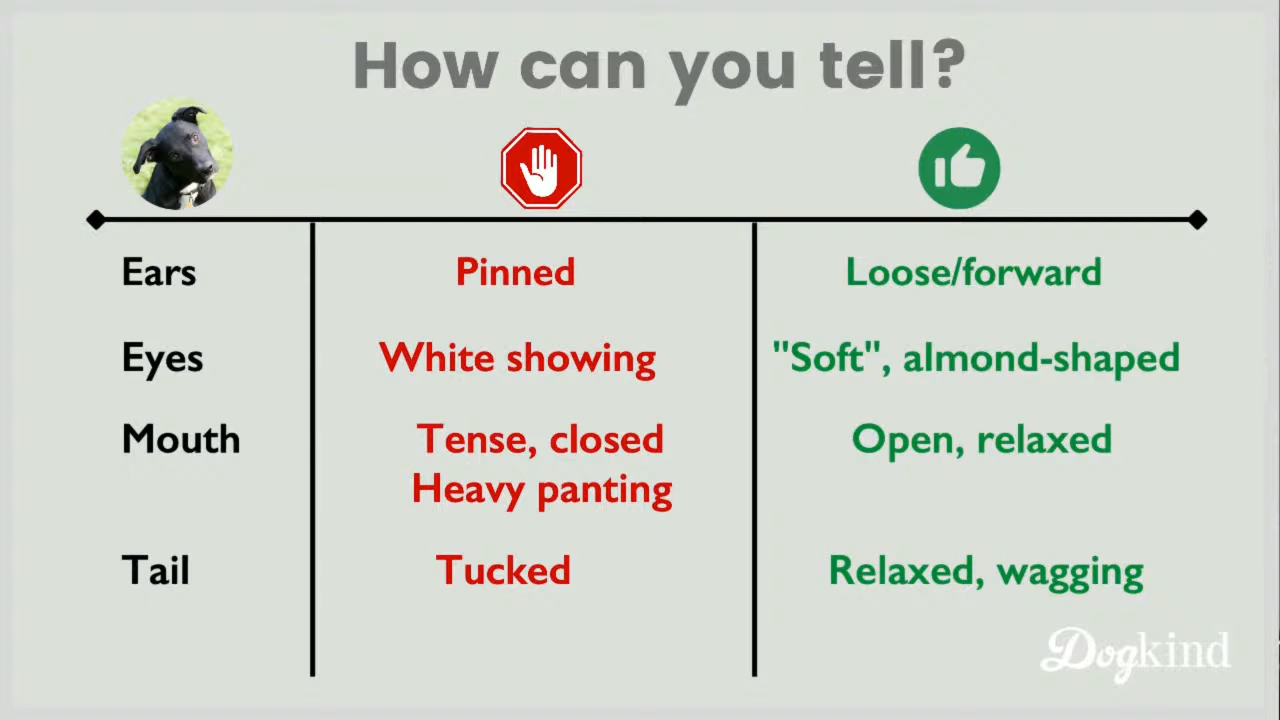 How can you tell?
Ears Pinned Loose/forward
Eyes White showing "Soft", almond-shaped
Mouth Tense, closed Open, relaxed
Heavy panting
Tail Tucked Relaxed, wagging
Dogkind